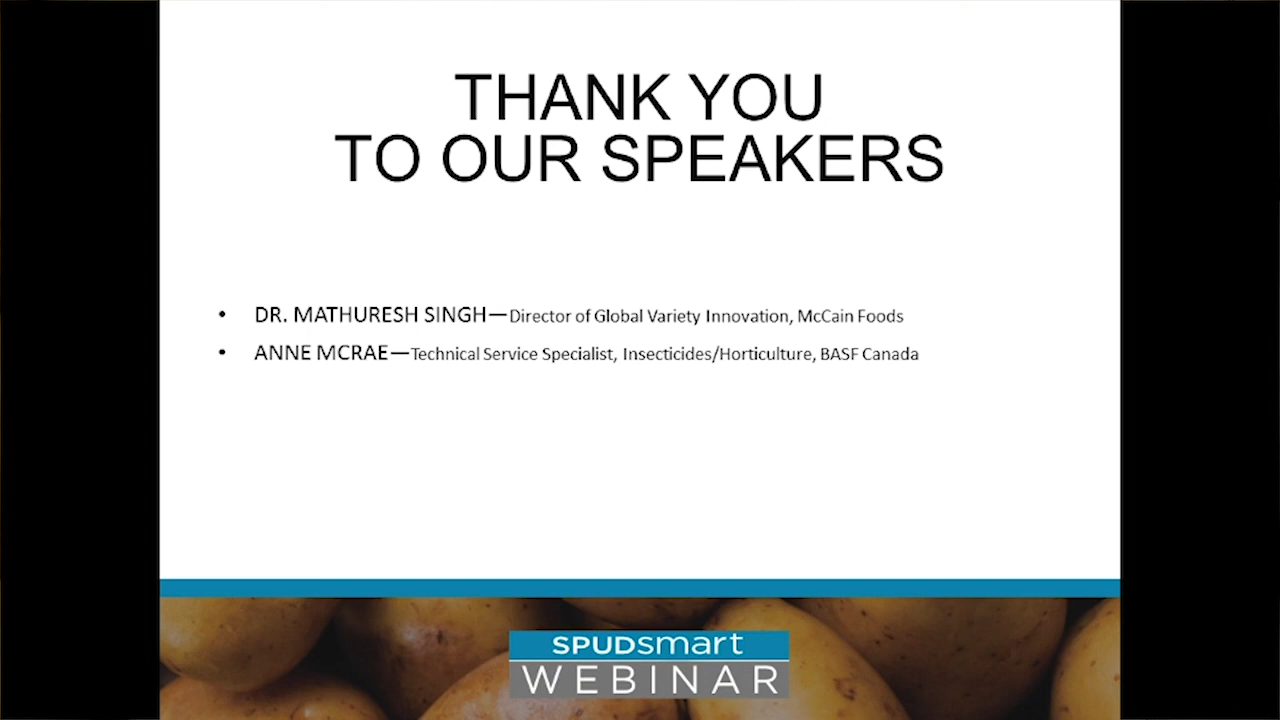 THANK YOU
TO OUR SPEAKERS
• DR. MATHURESH SINGH—Director of Global Variety Innovation, McCain Foods
• ANNE MCRAE—Technical Service Specialist, Insecticides/Horticulture, BASF Canada
SPUDsmart
WEBINAR